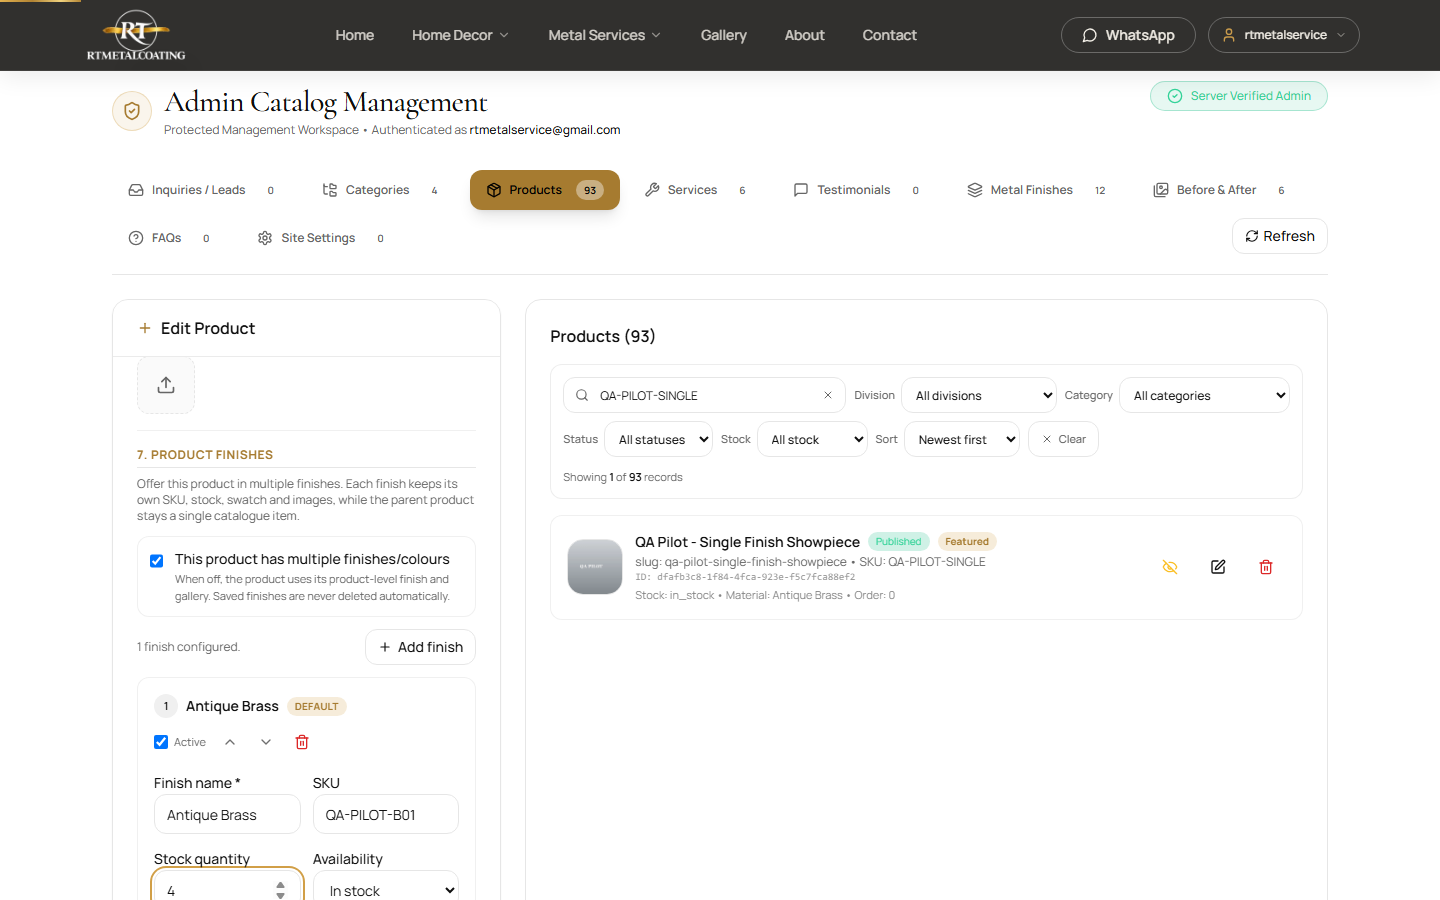 RT
RTMETALCOATING
Home
Home Decor
Metal Services
Gallery
About
Contact
WhatsApp
rtmetalservice
Admin Catalog Management
Protected Management Workspace • Authenticated as rtmetalservice@gmail.com
Server Verified Admin
Inquiries / Leads 0
Categories 4
Products 93
Services 6
Testimonials 0
Metal Finishes 12
Before & After 6
FAQs 0
Site Settings 0
Refresh
Edit Product
7. PRODUCT FINISHES
Offer this product in multiple finishes. Each finish keeps its
own SKU, stock, swatch and images, while the parent product
stays a single catalogue item.
This product has multiple finishes/colours
When off, the product uses its product-level finish and
gallery. Saved finishes are never deleted automatically.
1 finish configured.
Add finish
1 Antique Brass DEFAULT
Active
Finish name * SKU
Antique Brass QA-PILOT-B01
Stock quantity Availability
4 In stock
Products (93)
QA-PILOT-SINGLE Division All divisions Category All categories
Status All statuses Stock All stock Sort Newest first Clear
Showing 1 of 93 records
QA PILOT
QA Pilot - Single Finish Showpiece Published Featured
slug: qa-pilot-single-finish-showpiece • SKU: QA-PILOT-SINGLE
ID: dfafb3c8-1f84-4fca-923e-f5c7fca88ef2
Stock: in_stock • Material: Antique Brass • Order: 0